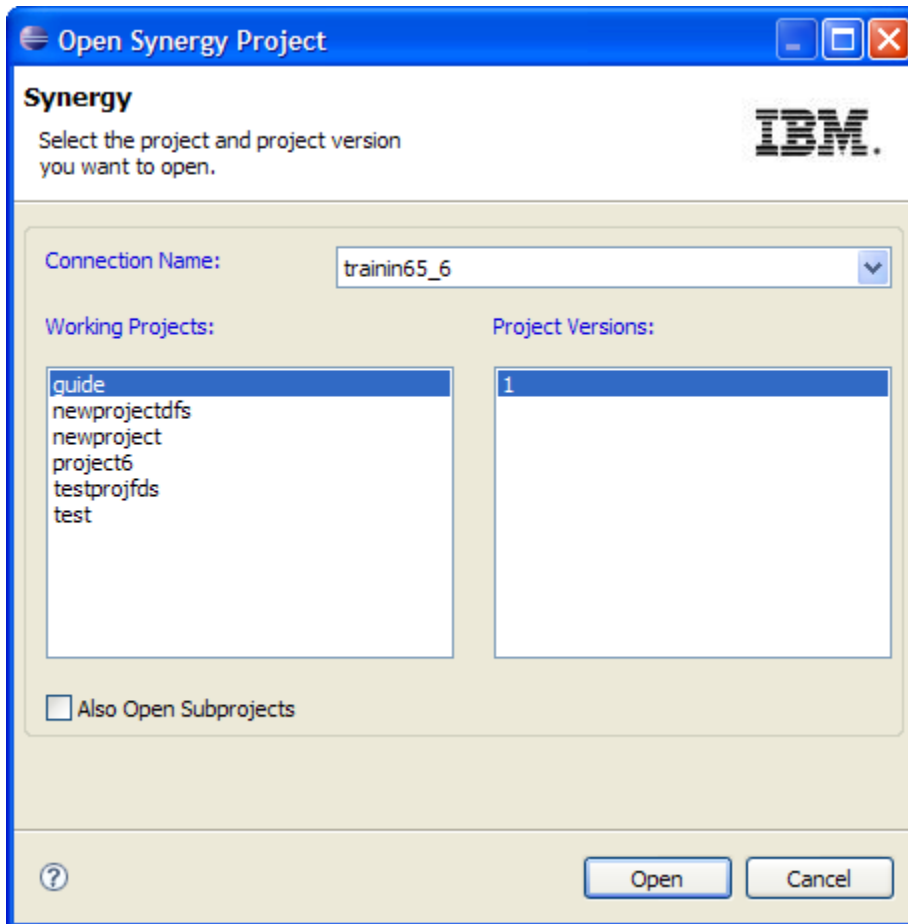 Open Synergy Project
Synergy
IBM.
Select the project and project version
you want to open.
Connection Name:
trainin65_6
Working Projects:
Project Versions:
guide
newprojectdfs
newproject
project6
testprojfds
test
1
Also Open Subprojects
?
Open
Cancel